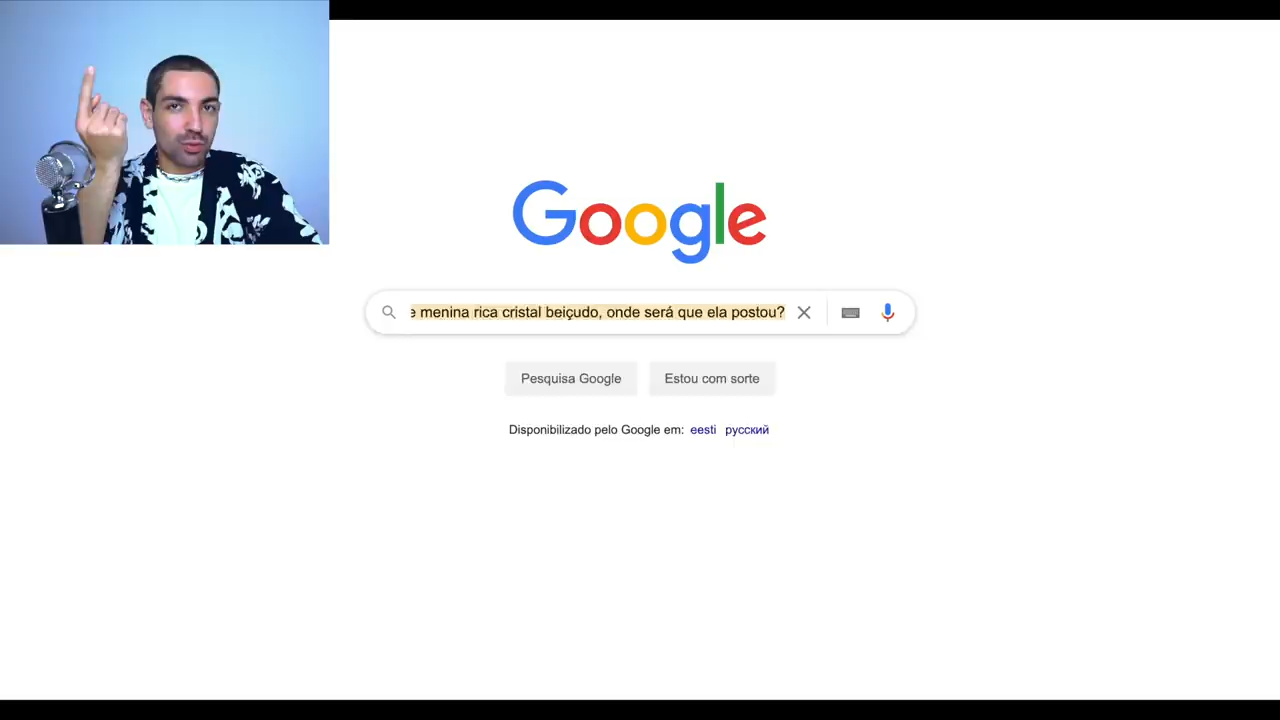 Google
e menina rica cristal beiçudo, onde será que ela postou?
Pesquisa Google
Estou com sorte
Disponibilizado pelo Google em: eesti русский